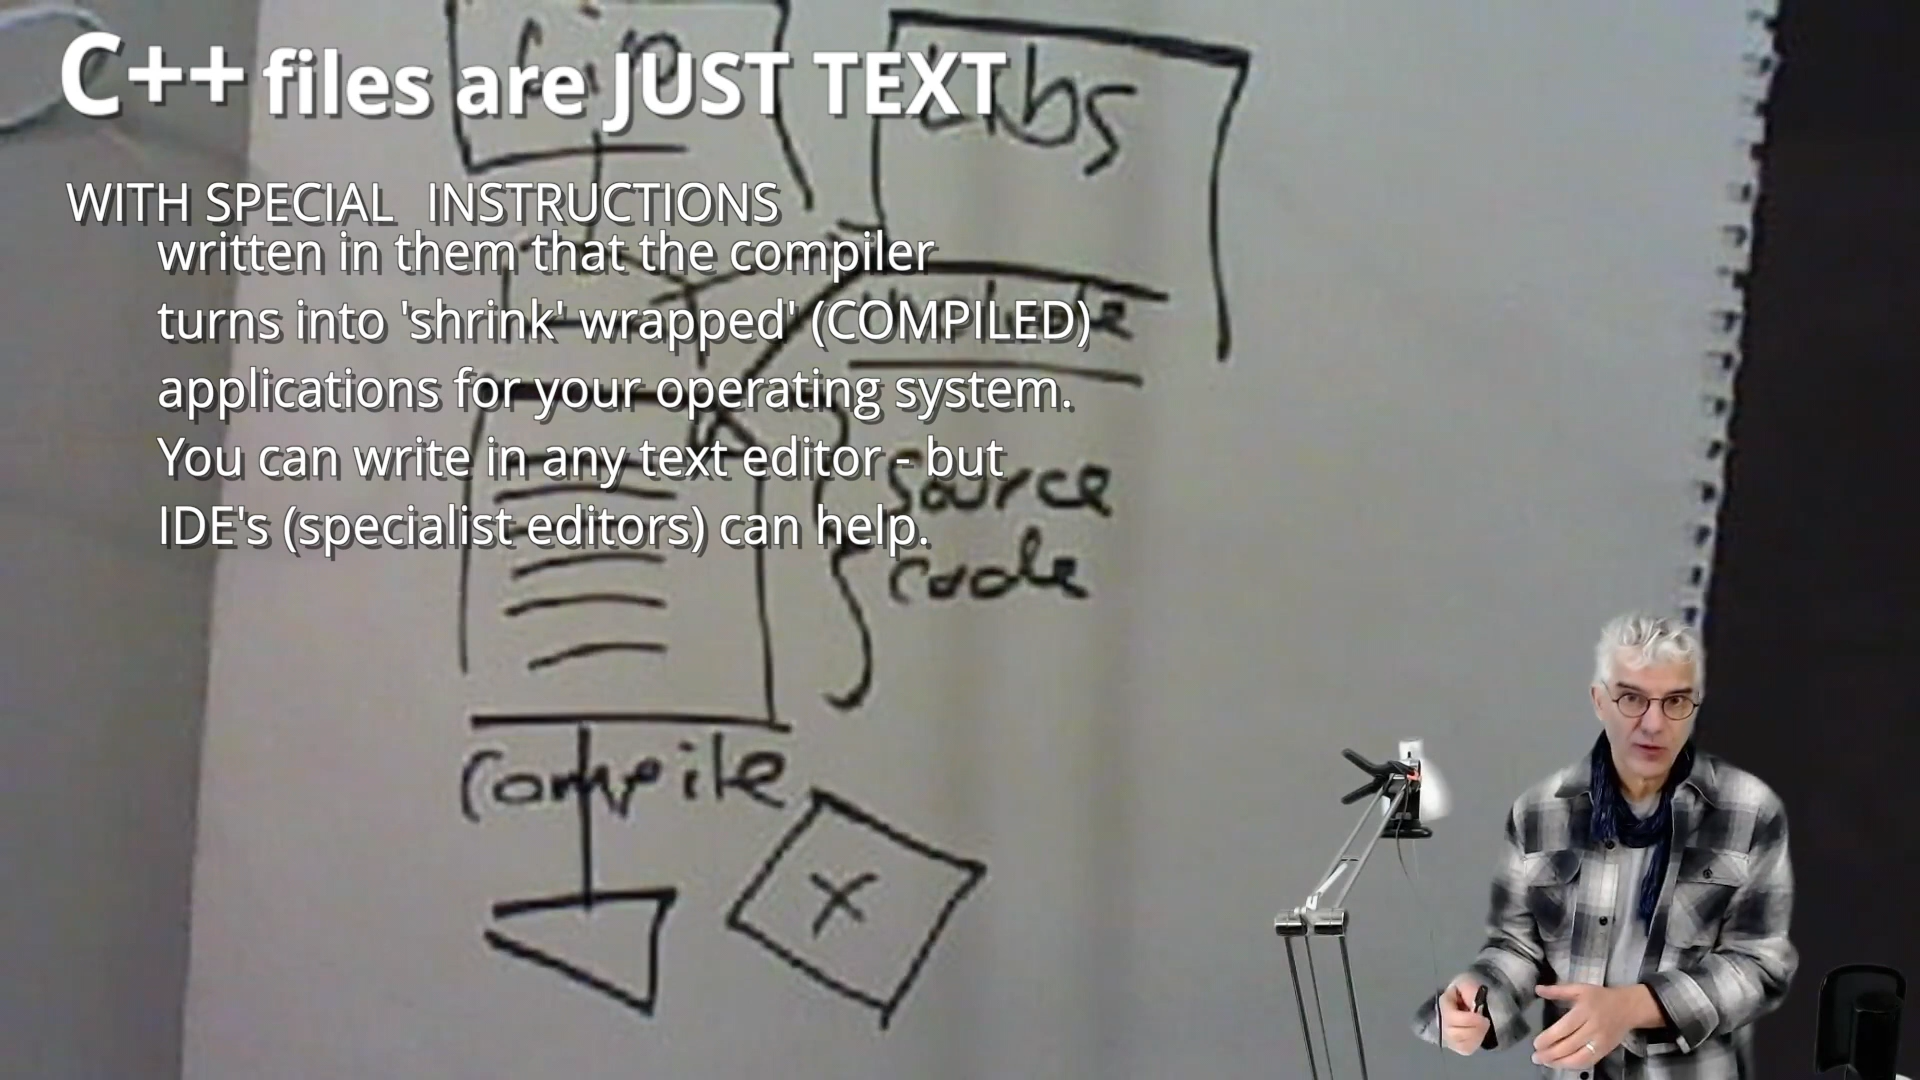 C++ files are JUST TEXT
WITH SPECIAL INSTRUCTIONS
written in them that the compiler
turns into 'shrink' wrapped' (COMPILED)
applications for your operating system.
You can write in any text editor - but
IDE's (specialist editors) can help.
Libs
Source
code
Compile
X